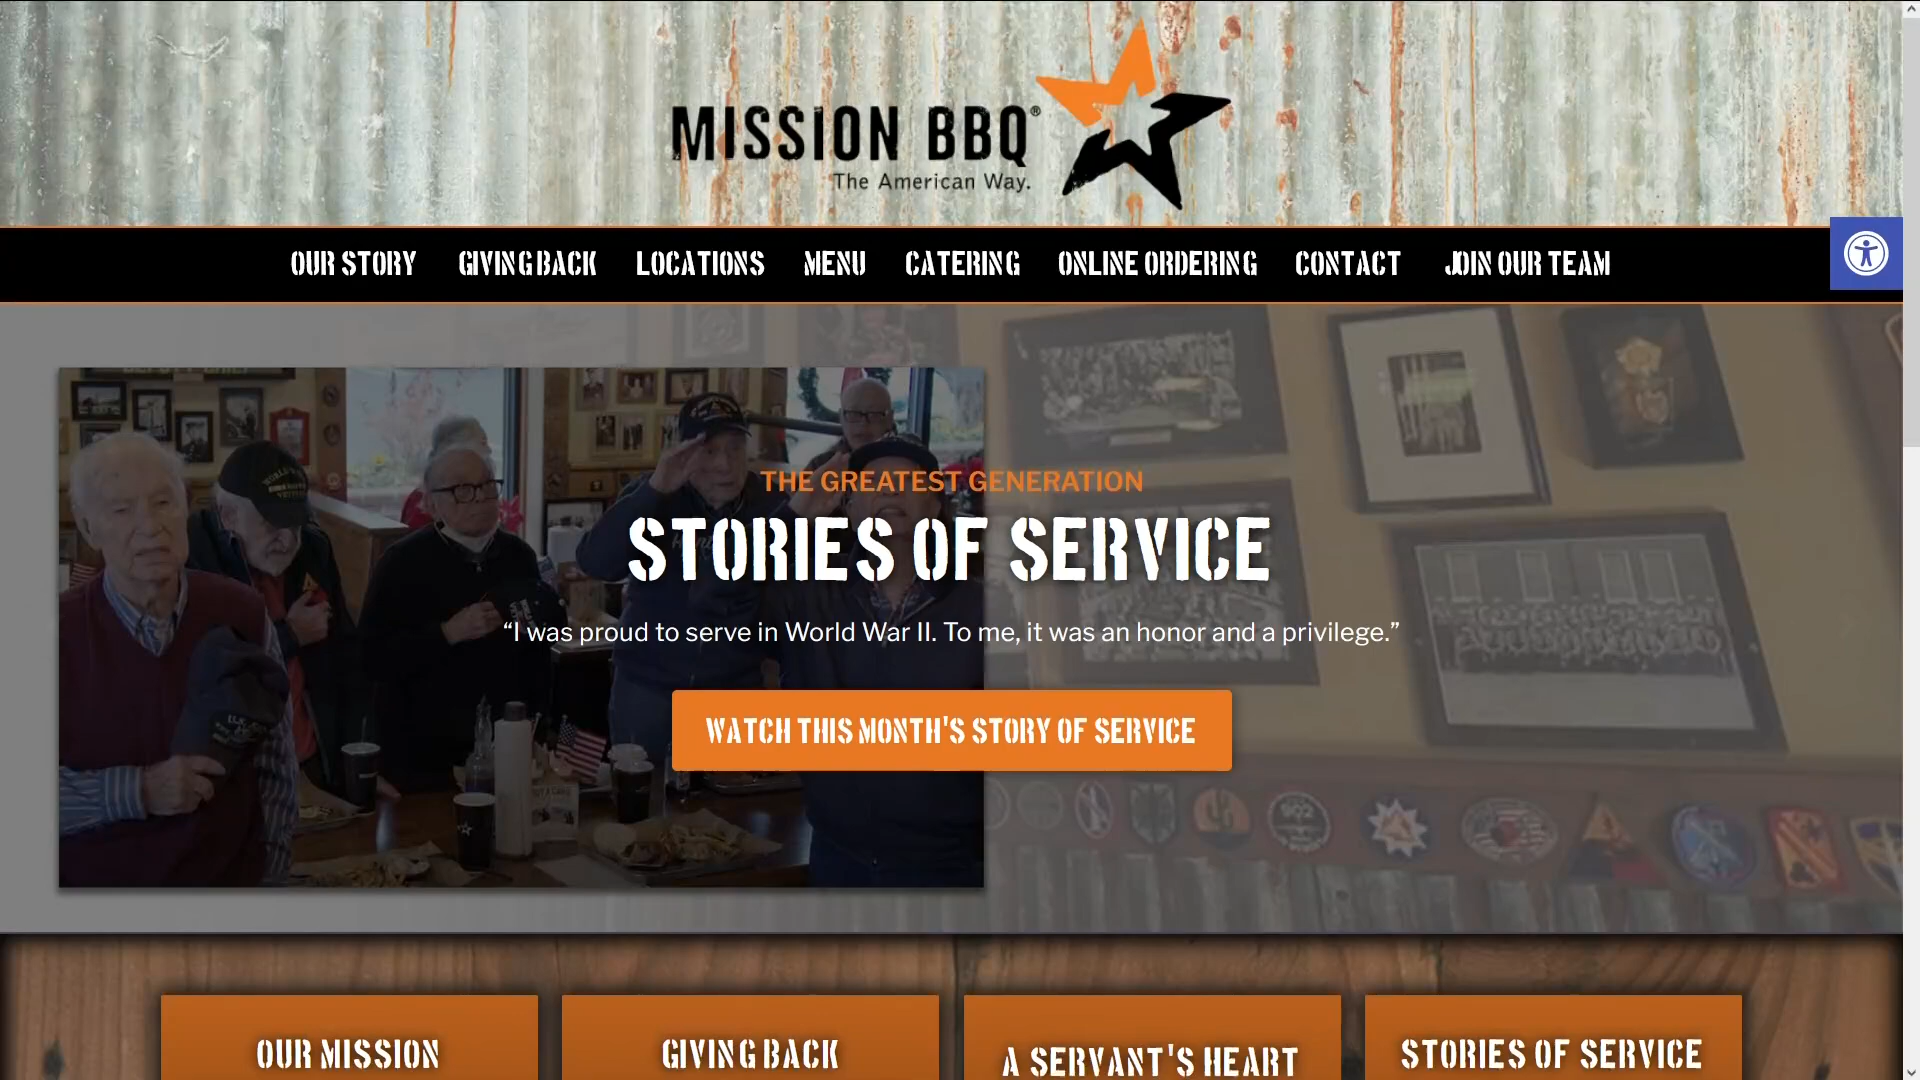 MISSION BBQ®
The American Way.
OUR STORY GIVING BACK LOCATIONS MENU CATERING ONLINE ORDERING CONTACT JOIN OUR TEAM
THE GREATEST GENERATION
STORIES OF SERVICE
“I was proud to serve in World War II. To me, it was an honor and a privilege.”
WATCH THIS MONTH'S STORY OF SERVICE
OUR MISSION
GIVING BACK
A SERVANT'S HEART
STORIES OF SERVICE